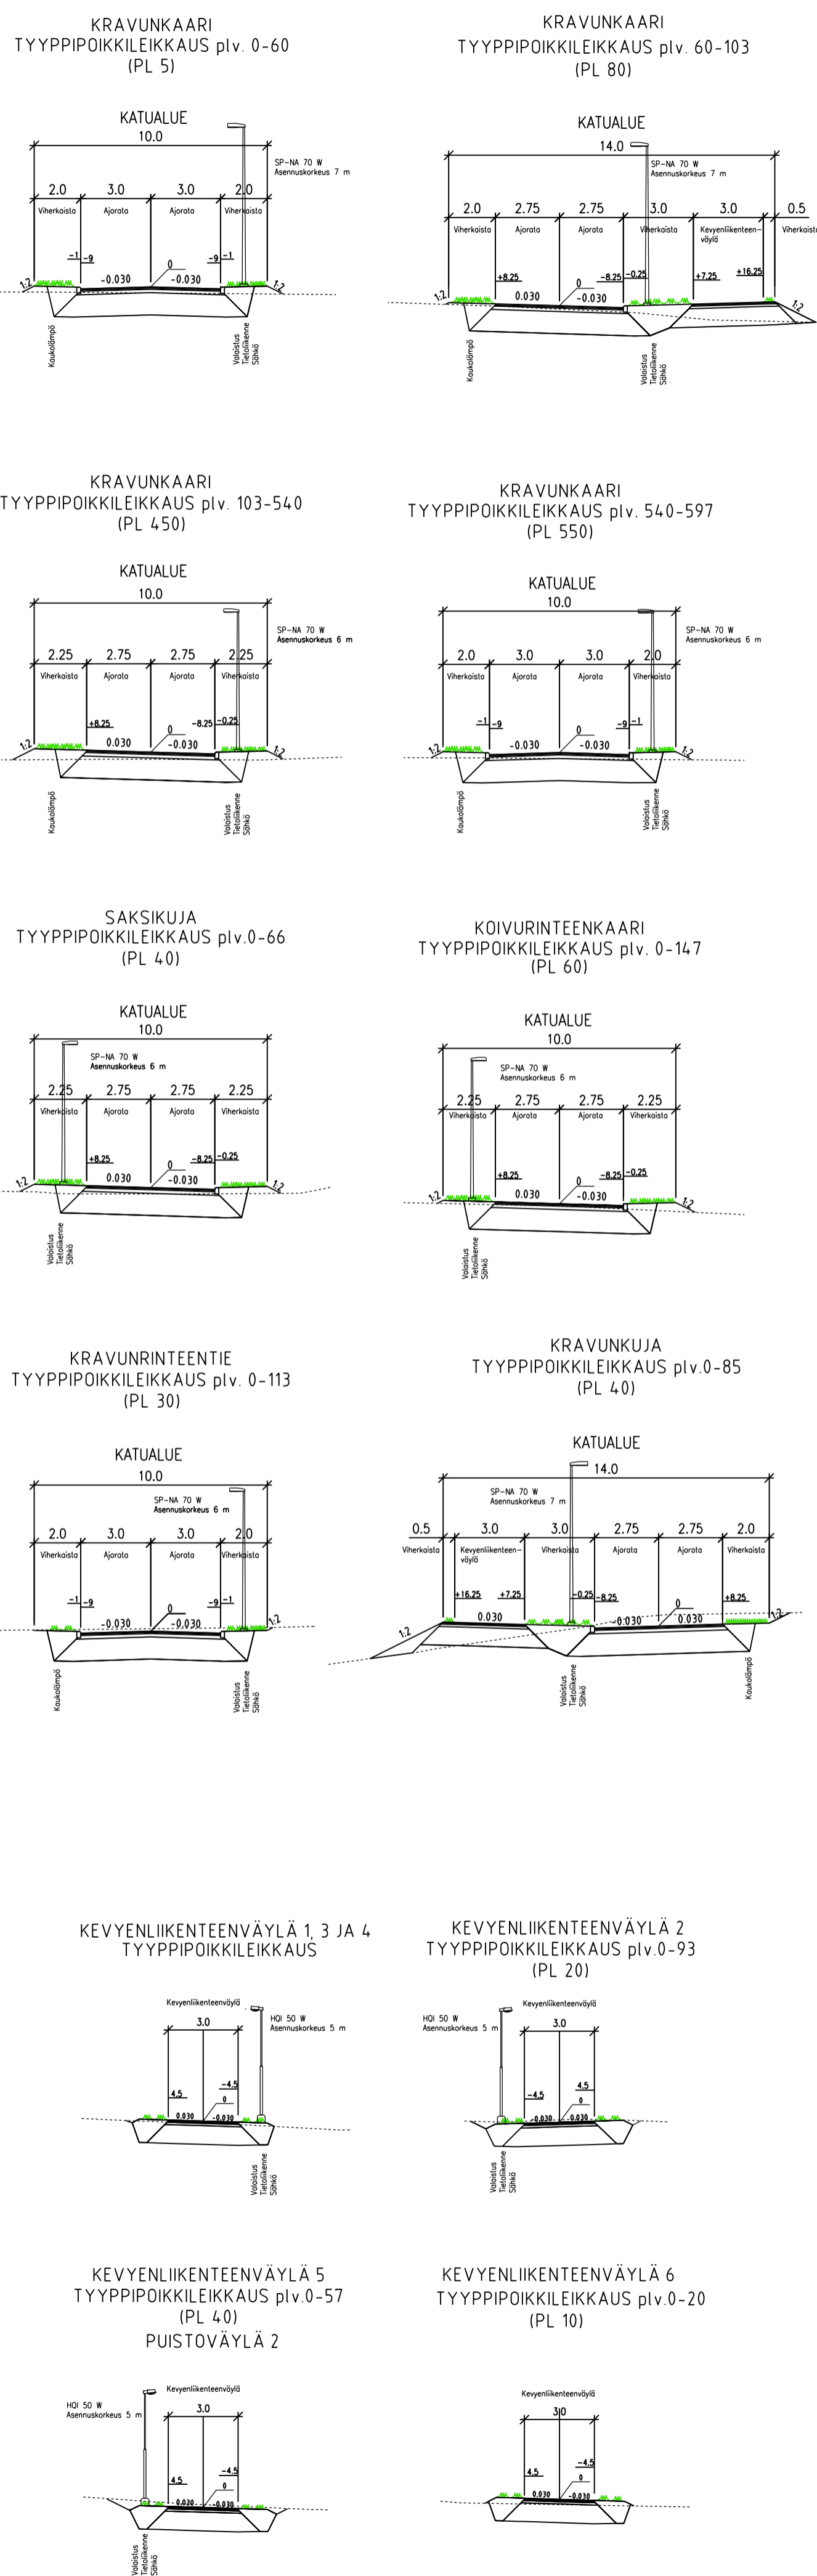 KRAVUNKAARI
TYYPPIPOIKKILEIKKAUS plv. 0-60
(PL 5)
KATUALUE
10.0
SP-NA 70 W
Asennuskorkeus 7 m
2.0 3.0 3.0 2.0
Viherkaista Ajorata Ajorata Viherkaista
-1 -9 0 -9 -1
1:2 -0.030 -0.030 1:2
Kaukolämpö
Valaistus
Tietoliikenne
Sähkö
KRAVUNKAARI
TYYPPIPOIKKILEIKKAUS plv. 60-103
(PL 80)
KATUALUE
14.0
SP-NA 70 W
Asennuskorkeus 7 m
2.0 2.75 2.75 3.0 3.0 0.5
Viherkaista Ajorata Ajorata Viherkaista Kevyenliikenteen- Viherkaista
väylä
+8.25 0 -8.25 -0.25 +7.25 +16.25
1:2 0.030 -0.030 1:2
Kaukolämpö
Valaistus
Tietoliikenne
Sähkö
KRAVUNKAARI
TYYPPIPOIKKILEIKKAUS plv. 103-540
(PL 450)
KATUALUE
10.0
SP-NA 70 W
Asennuskorkeus 6 m
2.25 2.75 2.75 2.25
Viherkaista Ajorata Ajorata Viherkaista
+8.25 0 -8.25 -0.25
1:2 0.030 -0.030 1:2
Kaukolämpö
Valaistus
Tietoliikenne
Sähkö
KRAVUNKAARI
TYYPPIPOIKKILEIKKAUS plv. 540-597
(PL 550)
KATUALUE
10.0
SP-NA 70 W
Asennuskorkeus 6 m
2.0 3.0 3.0 2.0
Viherkaista Ajorata Ajorata Viherkaista
-1 -9 0 -9 -1
1:2 -0.030 -0.030 1:2
Kaukolämpö
Valaistus
Tietoliikenne
Sähkö
SAKSIKUJA
TYYPPIPOIKKILEIKKAUS plv.0-66
(PL 40)
KATUALUE
10.0
SP-NA 70 W
Asennuskorkeus 6 m
2.25 2.75 2.75 2.25
Viherkaista Ajorata Ajorata Viherkaista
+8.25 0 -8.25 -0.25
1:2 0.030 -0.030 1:2
Valaistus
Tietoliikenne
Sähkö
KOIVURINTEENKAARI
TYYPPIPOIKKILEIKKAUS plv. 0-147
(PL 60)
KATUALUE
10.0
SP-NA 70 W
Asennuskorkeus 6 m
2.25 2.75 2.75 2.25
Viherkaista Ajorata Ajorata Viherkaista
+8.25 0 -8.25 -0.25
1:2 0.030 -0.030 1:2
Valaistus
Tietoliikenne
Sähkö
KRAVUNRINTEENTIE
TYYPPIPOIKKILEIKKAUS plv. 0-113
(PL 30)
KATUALUE
10.0
SP-NA 70 W
Asennuskorkeus 6 m
2.0 3.0 3.0 2.0
Viherkaista Ajorata Ajorata Viherkaista
-1 -9 0 -9 -1
-0.030 -0.030 1:2
Kaukolämpö
Valaistus
Tietoliikenne
Sähkö
KRAVUNKUJA
TYYPPIPOIKKILEIKKAUS plv.0-85
(PL 40)
KATUALUE
14.0
SP-NA 70 W
Asennuskorkeus 7 m
0.5 3.0 3.0 2.75 2.75 2.0
Viherkaista Kevyenliikenteen- Viherkaista Ajorata Ajorata Viherkaista
väylä
+16.25 +7.25 -0.25 -8.25 0 +8.25
1:2 0.030 -0.030 0.030 1:2
Valaistus
Tietoliikenne
Sähkö
Kaukolämpö
KEVYENLIIKENTEENVÄYLÄ 1, 3 JA 4
TYYPPIPOIKKILEIKKAUS
Kevyenliikenteenväylä
HQI 50 W
Asennuskorkeus 5 m
3.0
4.5 0 -4.5
0.030 -0.030
Valaistus
Tietoliikenne
Sähkö
KEVYENLIIKENTEENVÄYLÄ 2
TYYPPIPOIKKILEIKKAUS plv.0-93
(PL 20)
Kevyenliikenteenväylä
HQI 50 W
Asennuskorkeus 5 m
3.0
-4.5 0 4.5
-0.030 0.030
Valaistus
Tietoliikenne
Sähkö
KEVYENLIIKENTEENVÄYLÄ 5
TYYPPIPOIKKILEIKKAUS plv.0-57
(PL 40)
PUISTOVÄYLÄ 2
Kevyenliikenteenväylä
HQI 50 W
Asennuskorkeus 5 m
3.0
4.5 0 -4.5
0.030 -0.030
Valaistus
Tietoliikenne
Sähkö
KEVYENLIIKENTEENVÄYLÄ 6
TYYPPIPOIKKILEIKKAUS plv.0-20
(PL 10)
Kevyenliikenteenväylä
3.0
4.5 0 -4.5
0.030 -0.030